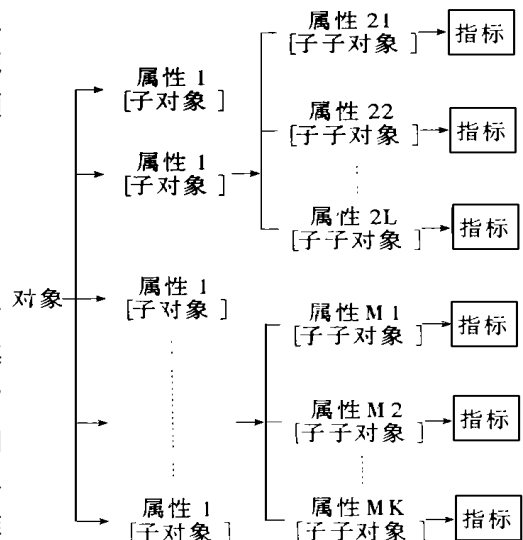 属性 21
[子子对象 ]
指标
属性 1
[子对象 ]
属性 22
[子子对象 ]
指标
属性 1
[子对象 ]
属性 2L
[子子对象 ]
指标
对象
属性 1
[子对象 ]
属性 M 1
[子子对象 ]
指标
属性 M 2
[子子对象 ]
指标
属性 1
[子对象 ]
属性 MK
[子子对象 ]
指标